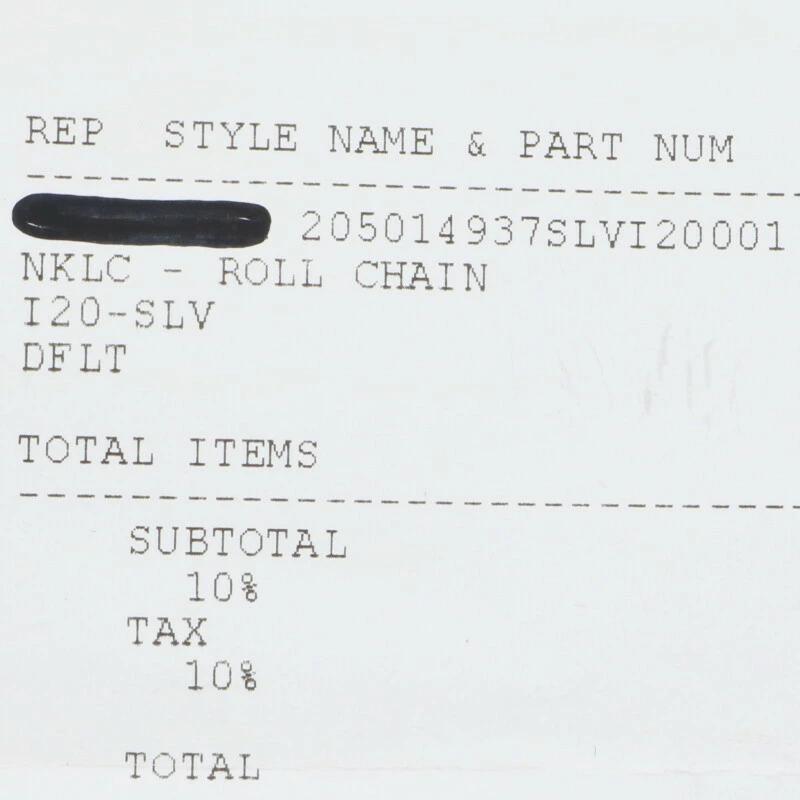 REP STYLE NAME & PART NUM
205014937SLVI20001
NKLC - ROLL CHAIN
I20-SLV
DFLT
TOTAL ITEMS
SUBTOTAL
10%
TAX
10%
TOTAL